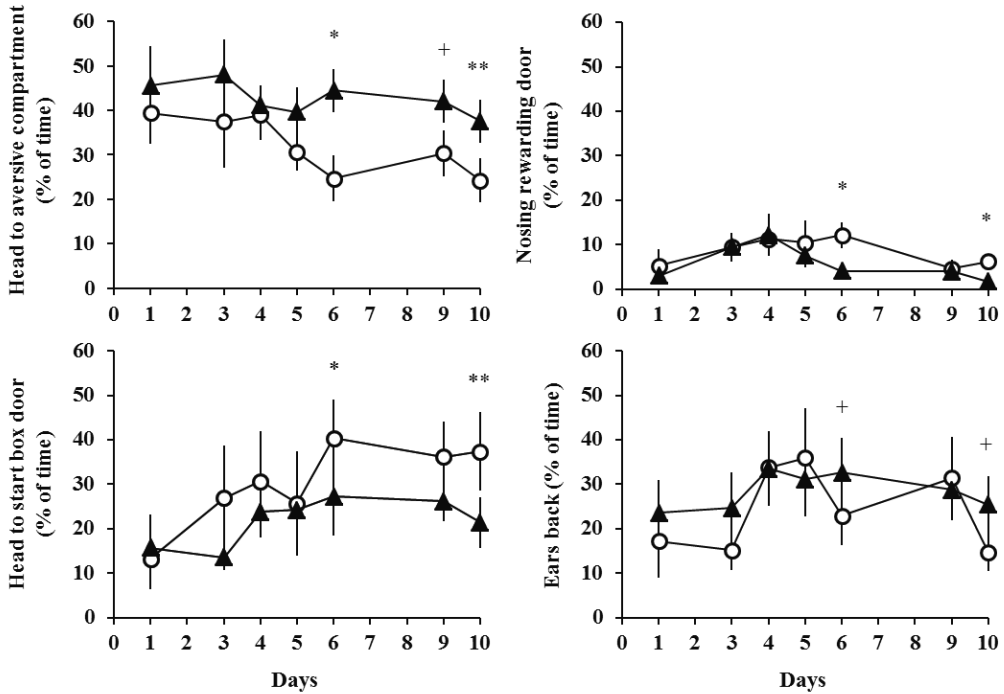 Head to aversive compartment
(% of time)
60
50
40
30
20
10
0
* + **
0 1 2 3 4 5 6 7 8 9 10
Nosing rewarding door
(% of time)
60
50
40
30
20
10
0
* *
0 1 2 3 4 5 6 7 8 9 10
Head to start box door
(% of time)
60
50
40
30
20
10
0
* **
0 1 2 3 4 5 6 7 8 9 10
Days
Ears back (% of time)
60
50
40
30
20
10
0
+ +
0 1 2 3 4 5 6 7 8 9 10
Days